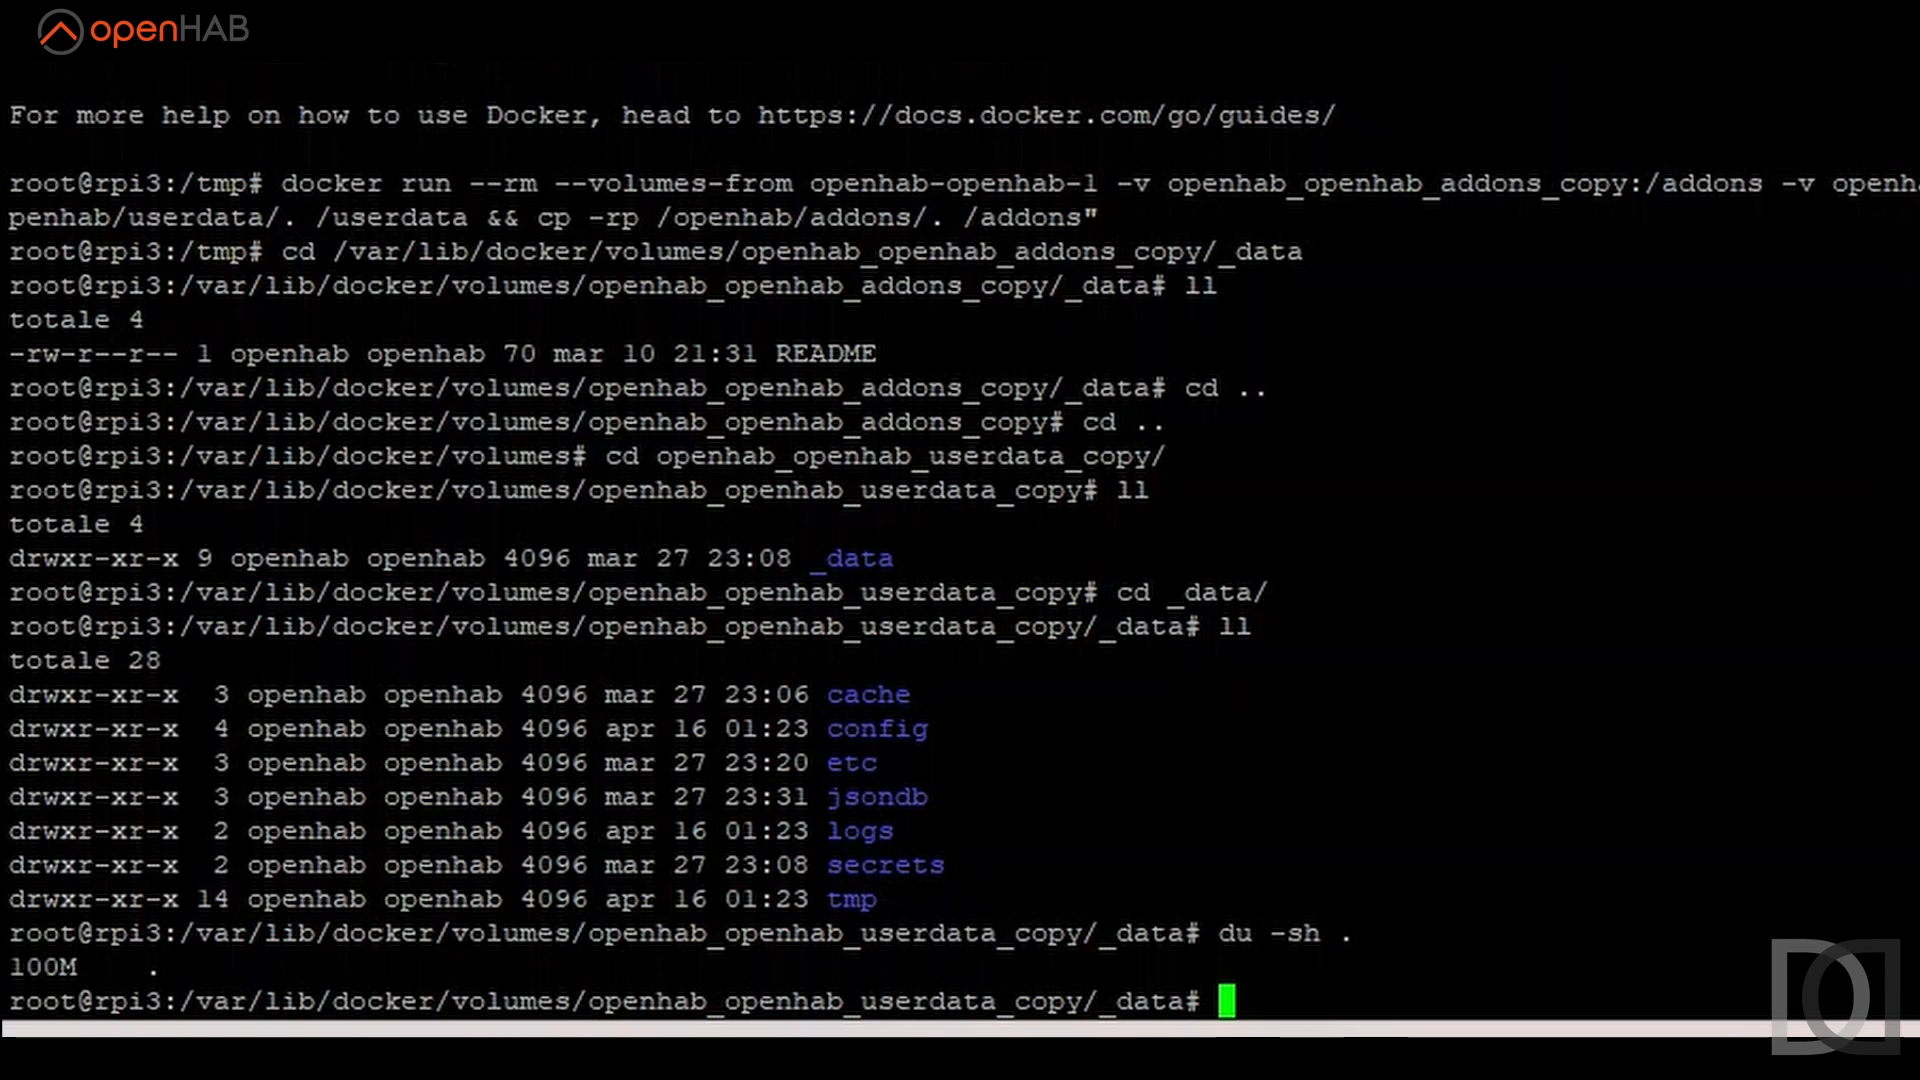 openHAB
For more help on how to use Docker, head to https://docs.docker.com/go/guides/
root@rpi3:/tmp# docker run --rm --volumes-from openhab-openhab-1 -v openhab_openhab_addons_copy:/addons -v openh
penhab/userdata/. /userdata && cp -rp /openhab/addons/. /addons"
root@rpi3:/tmp# cd /var/lib/docker/volumes/openhab_openhab_addons_copy/_data
root@rpi3:/var/lib/docker/volumes/openhab_openhab_addons_copy/_data# ll
totale 4
-rw-r--r-- 1 openhab openhab 70 mar 10 21:31 README
root@rpi3:/var/lib/docker/volumes/openhab_openhab_addons_copy/_data# cd ..
root@rpi3:/var/lib/docker/volumes/openhab_openhab_addons_copy# cd ..
root@rpi3:/var/lib/docker/volumes# cd openhab_openhab_userdata_copy/
root@rpi3:/var/lib/docker/volumes/openhab_openhab_userdata_copy# ll
totale 4
drwxr-xr-x 9 openhab openhab 4096 mar 27 23:08 _data
root@rpi3:/var/lib/docker/volumes/openhab_openhab_userdata_copy# cd _data/
root@rpi3:/var/lib/docker/volumes/openhab_openhab_userdata_copy/_data# ll
totale 28
drwxr-xr-x  3 openhab openhab 4096 mar 27 23:06 cache
drwxr-xr-x  4 openhab openhab 4096 apr 16 01:23 config
drwxr-xr-x  3 openhab openhab 4096 mar 27 23:20 etc
drwxr-xr-x  3 openhab openhab 4096 mar 27 23:31 jsondb
drwxr-xr-x  2 openhab openhab 4096 apr 16 01:23 logs
drwxr-xr-x  2 openhab openhab 4096 mar 27 23:08 secrets
drwxr-xr-x 14 openhab openhab 4096 apr 16 01:23 tmp
root@rpi3:/var/lib/docker/volumes/openhab_openhab_userdata_copy/_data# du -sh .
100M    .
root@rpi3:/var/lib/docker/volumes/openhab_openhab_userdata_copy/_data#